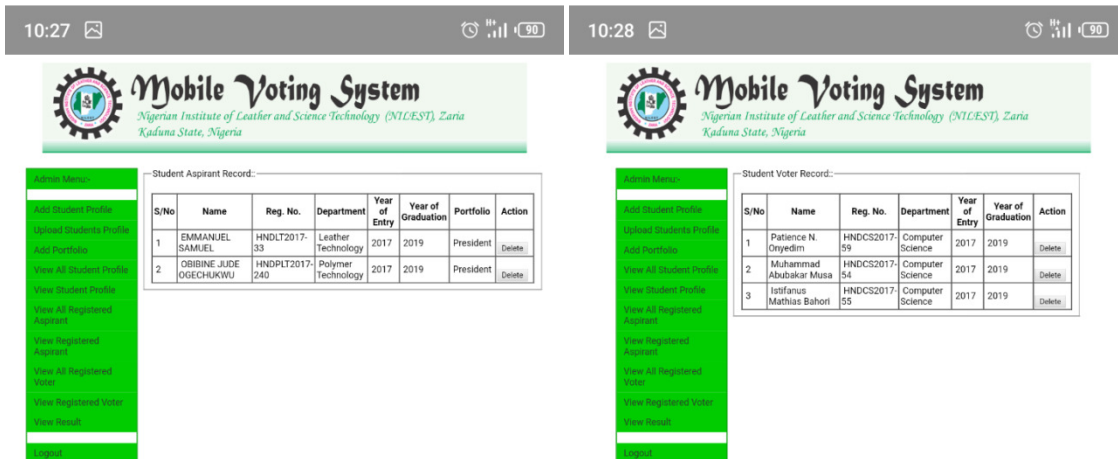 10:27
H+
90
Mobile Voting System
Nigerian Institute of Leather and Science Technology (NILEST), Zaria
Kaduna State, Nigeria
Admin Menu:-
Add Student Profile
Upload Students Profile
Add Portfolio
View All Student Profile
View Student Profile
View All Registered
Aspirant
View Registered
Aspirant
View All Registered
Voter
View Registered Voter
View Result
Logout
Student Aspirant Record::
S/No Name Reg. No. Department Year of Entry Year of Graduation Portfolio Action
1 EMMANUEL SAMUEL HNDLT2017-33 Leather Technology 2017 2019 President Delete
2 OBIBINE JUDE OGECHUKWU HNDPLT2017-240 Polymer Technology 2017 2019 President Delete
10:28
H+
90
Mobile Voting System
Nigerian Institute of Leather and Science Technology (NILEST), Zaria
Kaduna State, Nigeria
Admin Menu:-
Add Student Profile
Upload Students Profile
Add Portfolio
View All Student Profile
View Student Profile
View All Registered
Aspirant
View Registered
Aspirant
View All Registered
Voter
View Registered Voter
View Result
Logout
Student Voter Record::
S/No Name Reg. No. Department Year of Entry Year of Graduation Action
1 Patience N. Onyedim HNDCS2017-59 Computer Science 2017 2019 Delete
2 Muhammad Abubakar Musa HNDCS2017-54 Computer Science 2017 2019 Delete
3 Istifanus Mathias Bahori HNDCS2017-55 Computer Science 2017 2019 Delete